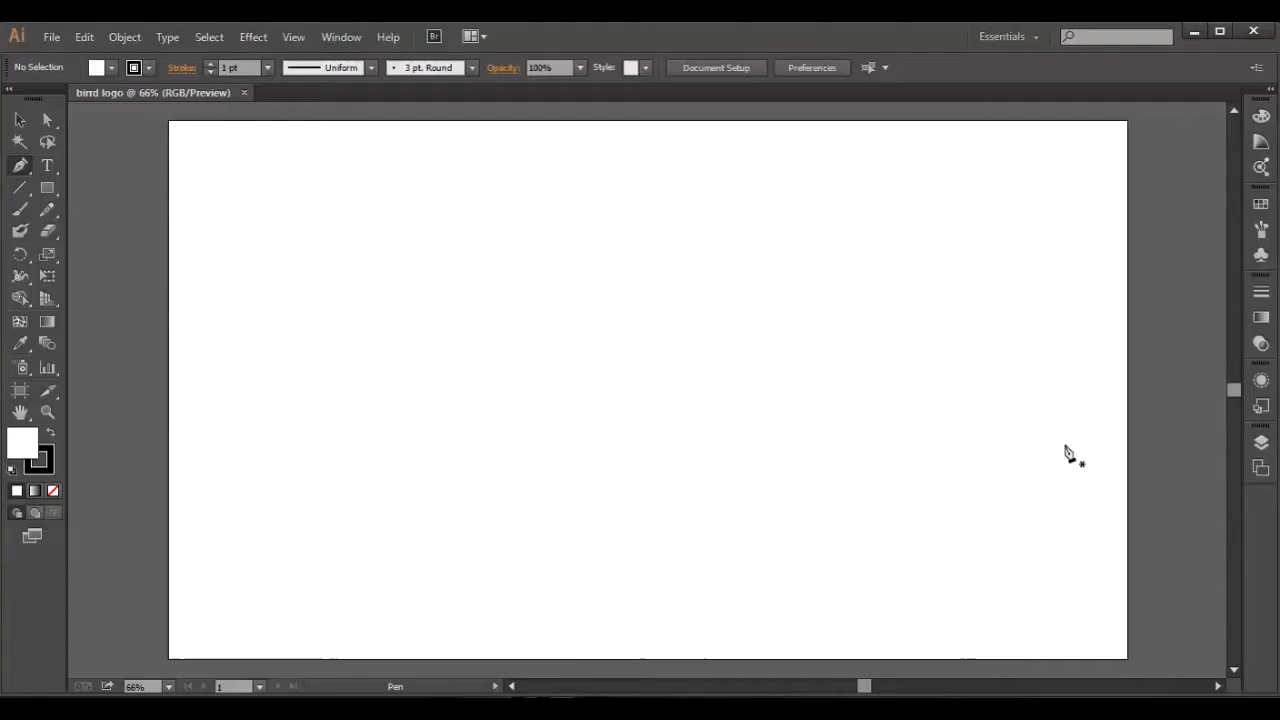 Ai File Edit Object Type Select Effect View Window Help Br Essentials
No Selection Stroke: 1 pt Uniform 3 pt. Round Opacity: 100% Style: Document Setup Preferences
birrd logo @ 66% (RGB/Preview)
T
66% 1 Pen